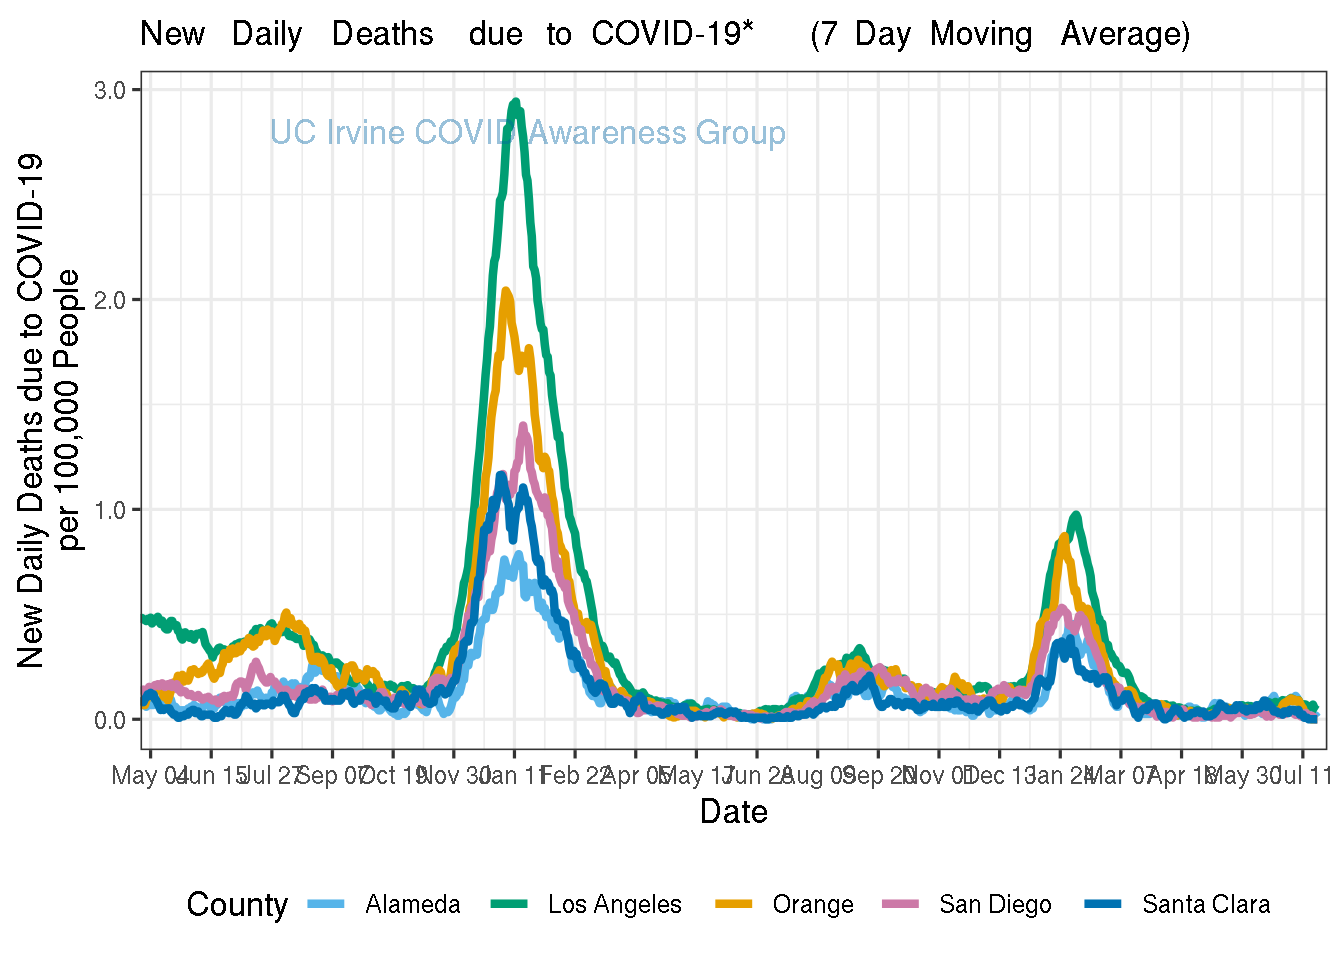 New Daily Deaths due to COVID-19* (7 Day Moving Average)
UC Irvine COVID Awareness Group
New Daily Deaths due to COVID-19
per 100,000 People
3.0
2.0
1.0
0.0
May 04 Jun 15 Jul 27 Sep 07 Oct 19 Nov 30 Jan 11 Feb 22 Apr 05 May 17 Jun 28 Aug 09 Sep 20 Nov 01 Dec 13 Jan 24 Mar 07 Apr 18 May 30 Jul 11
Date
County Alameda Los Angeles Orange San Diego Santa Clara